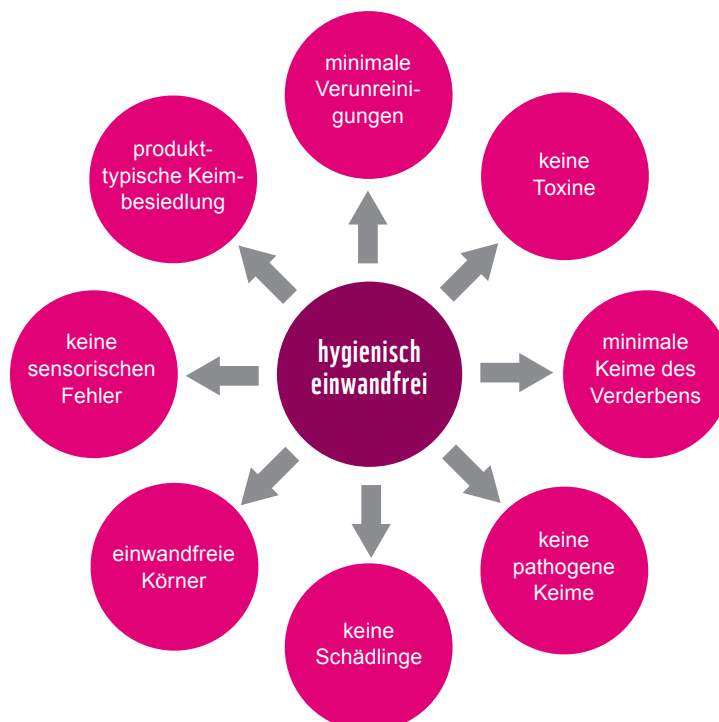 minimale
Verunreini-
gungen
keine
Toxine
minimale
Keime des
Verderbens
keine
pathogene
Keime
keine
Schädlinge
einwandfreie
Körner
keine
sensorischen
Fehler
produkt-
typische Keim-
besiedlung
hygienisch
einwandfrei